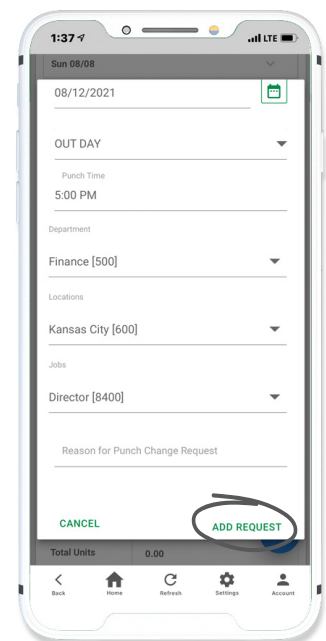 1:37
LTE
Sun 08/08
08/12/2021
OUT DAY
Punch Time
5:00 PM
Department
Finance [500]
Locations
Kansas City [600]
Jobs
Director [8400]
Reason for Punch Change Request
CANCEL ADD REQUEST
Total Units 0.00
Back Home Refresh Settings Account